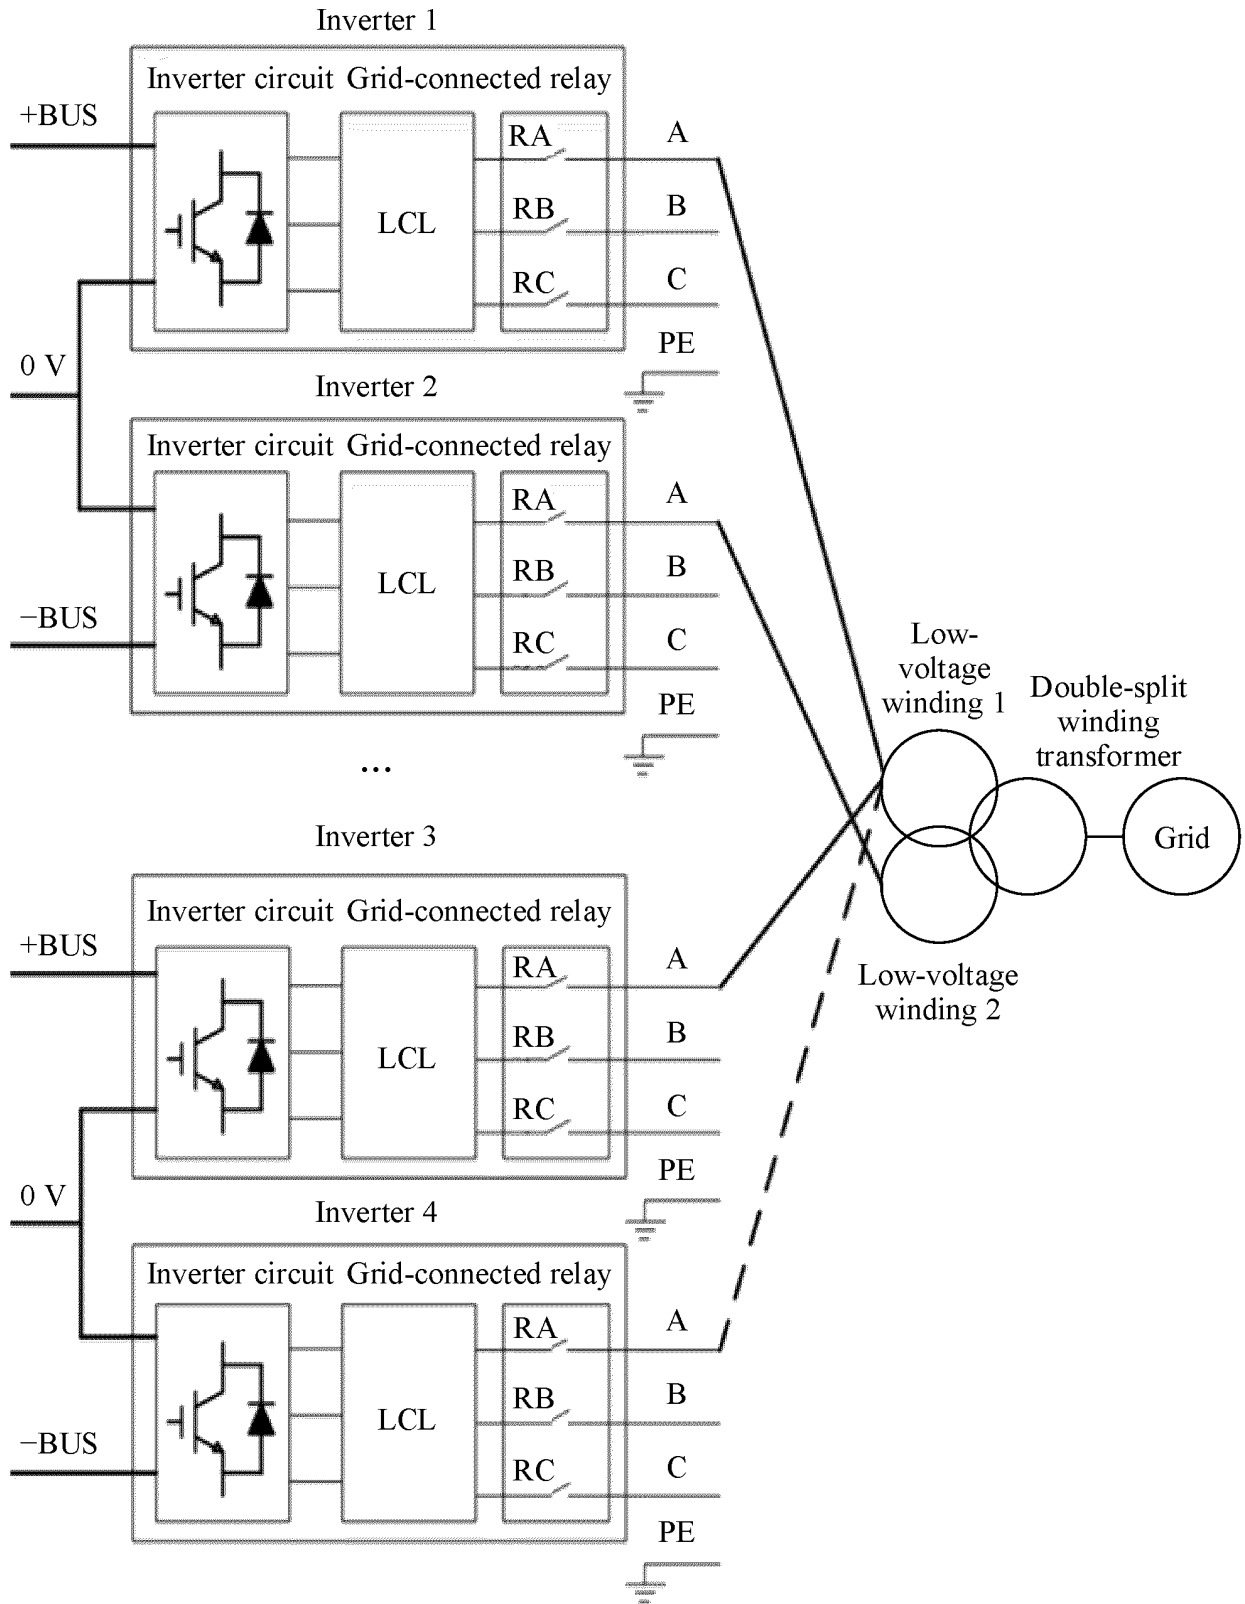 Inverter 1
Inverter circuit Grid-connected relay
+BUS
RA
A
LCL
RB
B
RC
C
PE
0 V
Inverter 2
Inverter circuit Grid-connected relay
RA
A
LCL
RB
B
−BUS
RC
C
PE
...
Low-
voltage
winding 1
Double-split
winding
transformer
Grid
Low-voltage
winding 2
Inverter 3
Inverter circuit Grid-connected relay
+BUS
RA
A
LCL
RB
B
RC
C
PE
0 V
Inverter 4
Inverter circuit Grid-connected relay
RA
A
LCL
RB
B
−BUS
RC
C
PE